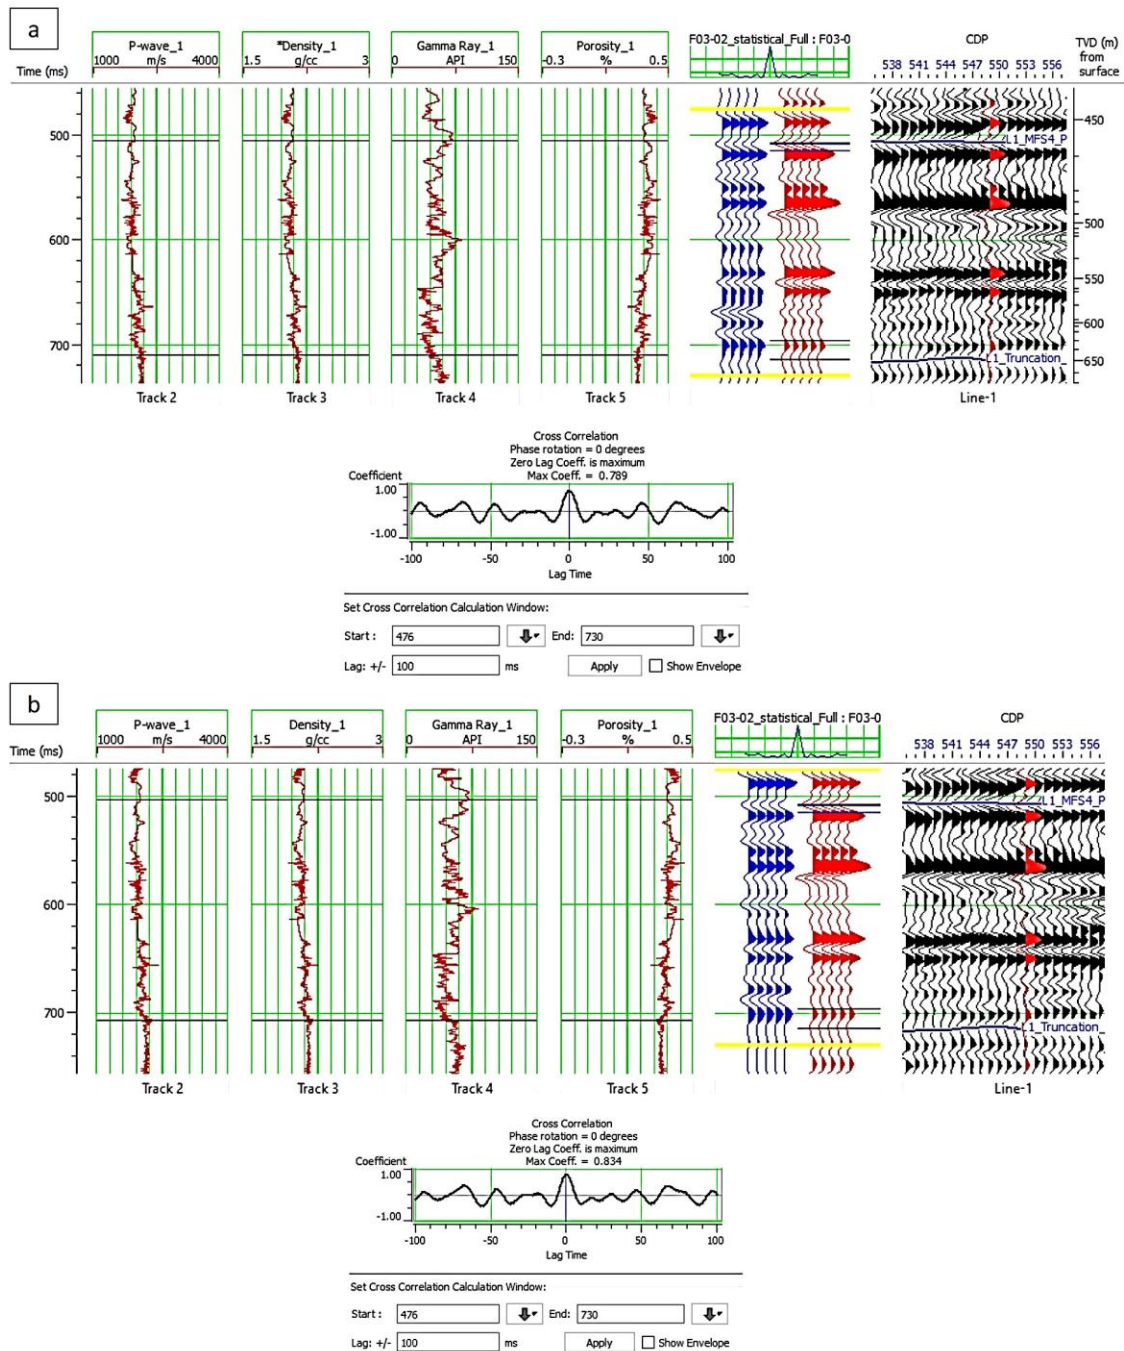 a
P-wave_1
1000 m/s 4000
*Density_1
1.5 g/cc 3
Gamma Ray_1
0 API 150
Porosity_1
-0.3 % 0.5
F03-02_statistical_Full : F03-0
CDP
538 541 544 547 550 553 556
TVD (m)
from
surface
Time (ms)
500
600
700
450
500
550
600
650
L1_MFS4_P
L1_Truncation_
Track 2
Track 3
Track 4
Track 5
Line-1
Cross Correlation
Phase rotation = 0 degrees
Zero Lag Coeff. is maximum
Max Coeff. = 0.789
Coefficient
1.00
-1.00
-100 -50 0 50 100
Lag Time
Set Cross Correlation Calculation Window:
Start : 476 End: 730
Lag: +/- 100 ms Apply Show Envelope
b
P-wave_1
1000 m/s 4000
Density_1
1.5 g/cc 3
Gamma Ray_1
0 API 150
Porosity_1
-0.3 % 0.5
F03-02_statistical_Full : F03-0
CDP
538 541 544 547 550 553 556
Time (ms)
500
600
700
L1_MFS4_P
L1_Truncation_
Track 2
Track 3
Track 4
Track 5
Line-1
Cross Correlation
Phase rotation = 0 degrees
Zero Lag Coeff. is maximum
Max Coeff. = 0.834
Coefficient
1.00
-1.00
-100 -50 0 50 100
Lag Time
Set Cross Correlation Calculation Window:
Start : 476 End: 730
Lag: +/- 100 ms Apply Show Envelope